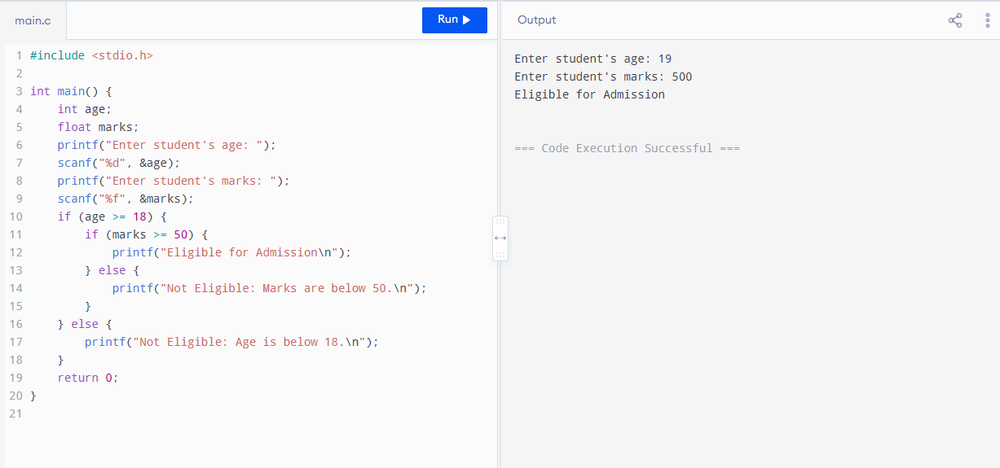 main.c
Run
1 #include <stdio.h>
2
3 int main() {
4     int age;
5     float marks;
6     printf("Enter student's age: ");
7     scanf("%d", &age);
8     printf("Enter student's marks: ");
9     scanf("%f", &marks);
10     if (age >= 18) {
11         if (marks >= 50) {
12             printf("Eligible for Admission\n");
13         } else {
14             printf("Not Eligible: Marks are below 50.\n");
15         }
16     } else {
17         printf("Not Eligible: Age is below 18.\n");
18     }
19     return 0;
20 }
21
Output
Enter student's age: 19
Enter student's marks: 500
Eligible for Admission
=== Code Execution Successful ===